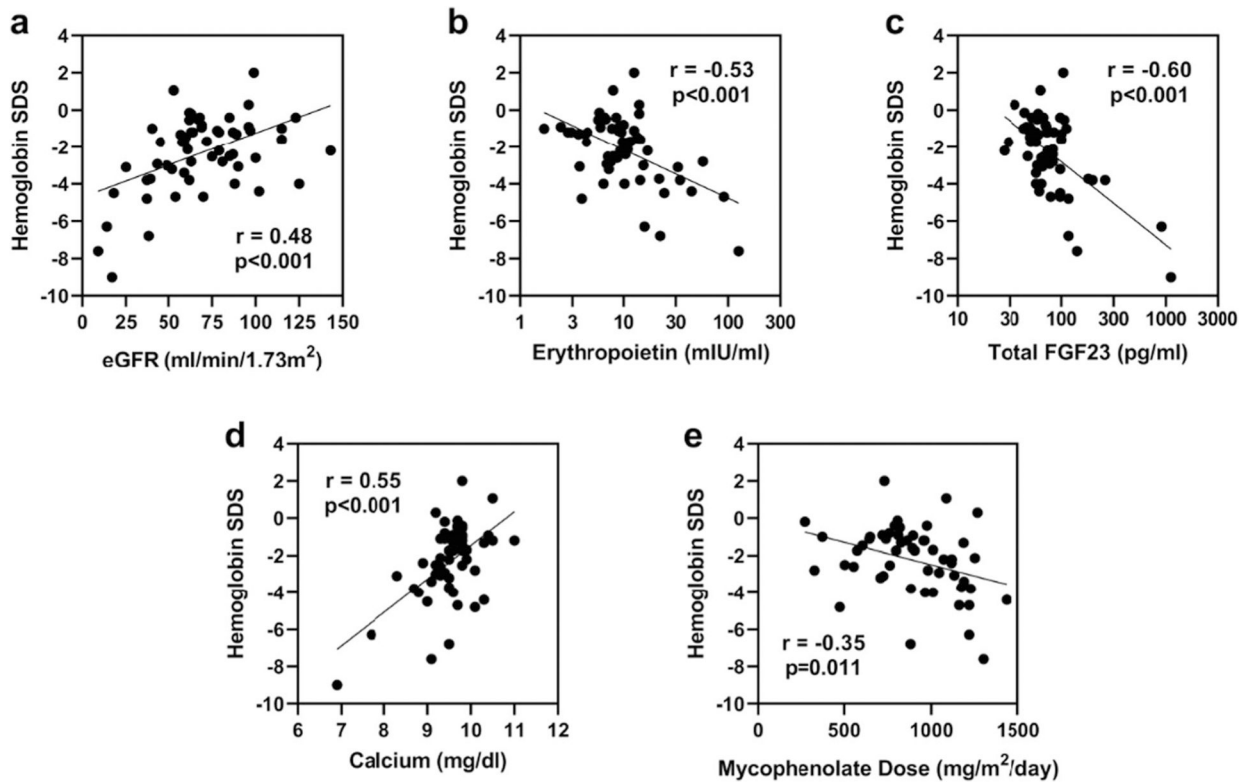 a
Hemoglobin SDS
4
2
0
-2
-4
-6
-8
-10
r = 0.48
p<0.001
0 25 50 75 100 125 150
eGFR (ml/min/1.73m²)
b
Hemoglobin SDS
4
2
0
-2
-4
-6
-8
-10
r = -0.53
p<0.001
1 3 10 30 100 300
Erythropoietin (mIU/ml)
c
Hemoglobin SDS
4
2
0
-2
-4
-6
-8
-10
r = -0.60
p<0.001
10 30 100 300 1000 3000
Total FGF23 (pg/ml)
d
Hemoglobin SDS
4
2
0
-2
-4
-6
-8
-10
r = 0.55
p<0.001
6 7 8 9 10 11 12
Calcium (mg/dl)
e
Hemoglobin SDS
4
2
0
-2
-4
-6
-8
-10
r = -0.35
p=0.011
0 500 1000 1500
Mycophenolate Dose (mg/m²/day)